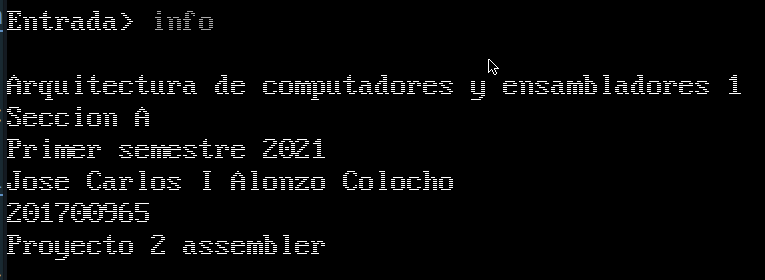 Entrada> info
Arquitectura de computadores y ensambladores 1
Seccion A
Primer semestre 2021
Jose Carlos I Alonzo Colocho
201700965
Proyecto 2 assembler